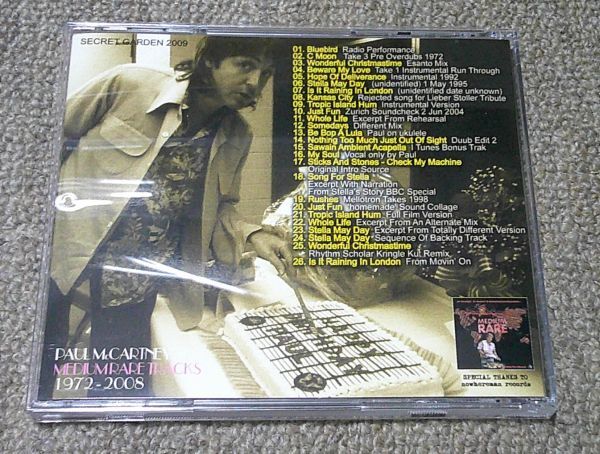 SECRET GARDEN 2009
01. Bluebird Radio Performance
02. C Moon Take 3 Pre Overdubs 1972
03. Wonderful Christmastime Esanto Mix
04. Beware My Love Take 1 Instrumental Run Through
05. Hope Of Deliverance Instrumental 1992
06. Stella May Day (unidentified) 1 May 1995
07. Is It Raining In London (unidentified date unknown)
08. Kansas City Rejected song for Lieber Stoller Tribute
09. Tropic Island Hum Instrumental Version
10. Just Fun Zurich Soundcheck 2 Jun 2004
11. Whole Life Excerpt From Rehearsal
12. Somedays Different Mix
13. Be Bop A Lula Paul on ukulele
14. Nothing Too Much Just Out Of Sight Duub Edit 2
15. Sawain Ambient Acapella I Tunes Bonus Trak
16. My Soul Vocal only by Paul
17. Sticks And Stones - Check My Machine
Original Intro Source
18. Song For Stella
Excerpt With Narration
From Stella's Story BBC Special
19. Rushes Mellotron Takes 1998
20. Just Fun "homemade" Sound Collage
21. Tropic Island Hum Full Film Version
22. Whole Life Excerpt From An Alternate Mix
23. Stella May Day Excerpt From Totally Different Version
24. Stella May Day Sequence Of Backing Track
25. Wonderful Christmastime
Rhythm Scholar Kringle Kut Remix
26. Is It Raining In London From Movin' On
PAUL McCARTNEY
MEDIUM RARE TRACKS
1972-2008
MEDIUM
RARE
SPECIAL THANKS TO
nowhereman records